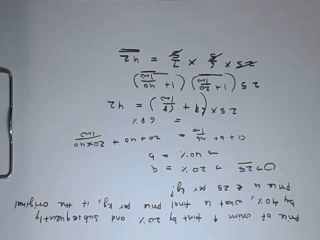 Price of onion ↑ first by 20% and subsequently
by 40%, what is final price per kg, if the original
Price is ₹ 25 per kg?
→ 20% = a
→ 40% = b
a + b + ab/100 = 20 + 40 + 20x40/100
= 68%
25 x (1 + 68/100) = 42
25 (1 + 20/100) (1 + 40/100)
25 x 6/5 x 7/5 = 42